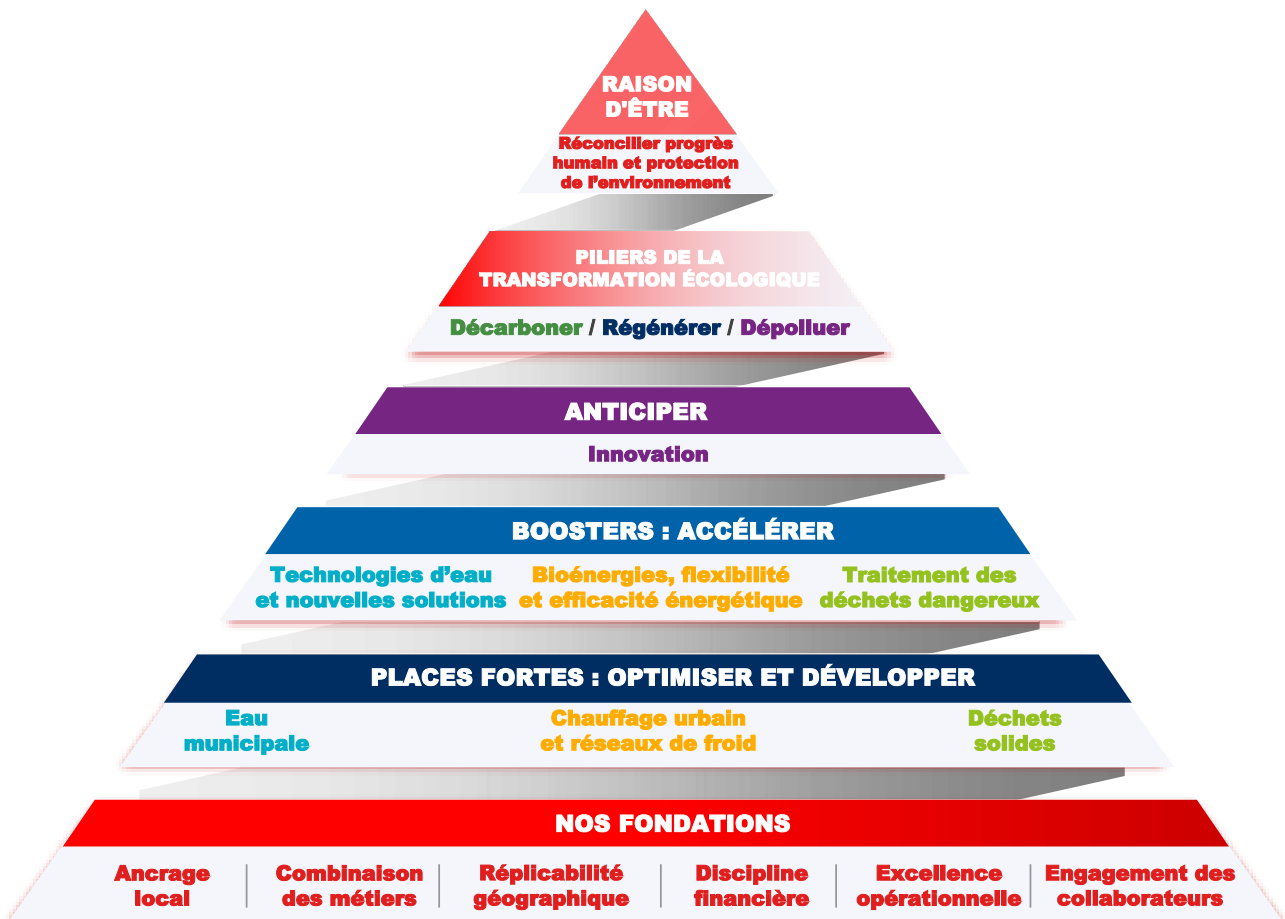 RAISON
D'ÊTRE
Réconcilier progrès
humain et protection
de l'environnement
PILIERS DE LA
TRANSFORMATION ÉCOLOGIQUE
Décarboner / Régénérer / Dépolluer
ANTICIPER
Innovation
BOOSTERS : ACCÉLÉRER
Technologies d'eau
et nouvelles solutions
Bioénergies, flexibilité
et efficacité énergétique
Traitement des
déchets dangereux
PLACES FORTES : OPTIMISER ET DÉVELOPPER
Eau
municipale
Chauffage urbain
et réseaux de froid
Déchets
solides
NOS FONDATIONS
Ancrage
local
Combinaison
des métiers
Réplicabilité
géographique
Discipline
financière
Excellence
opérationnelle
Engagement des
collaborateurs